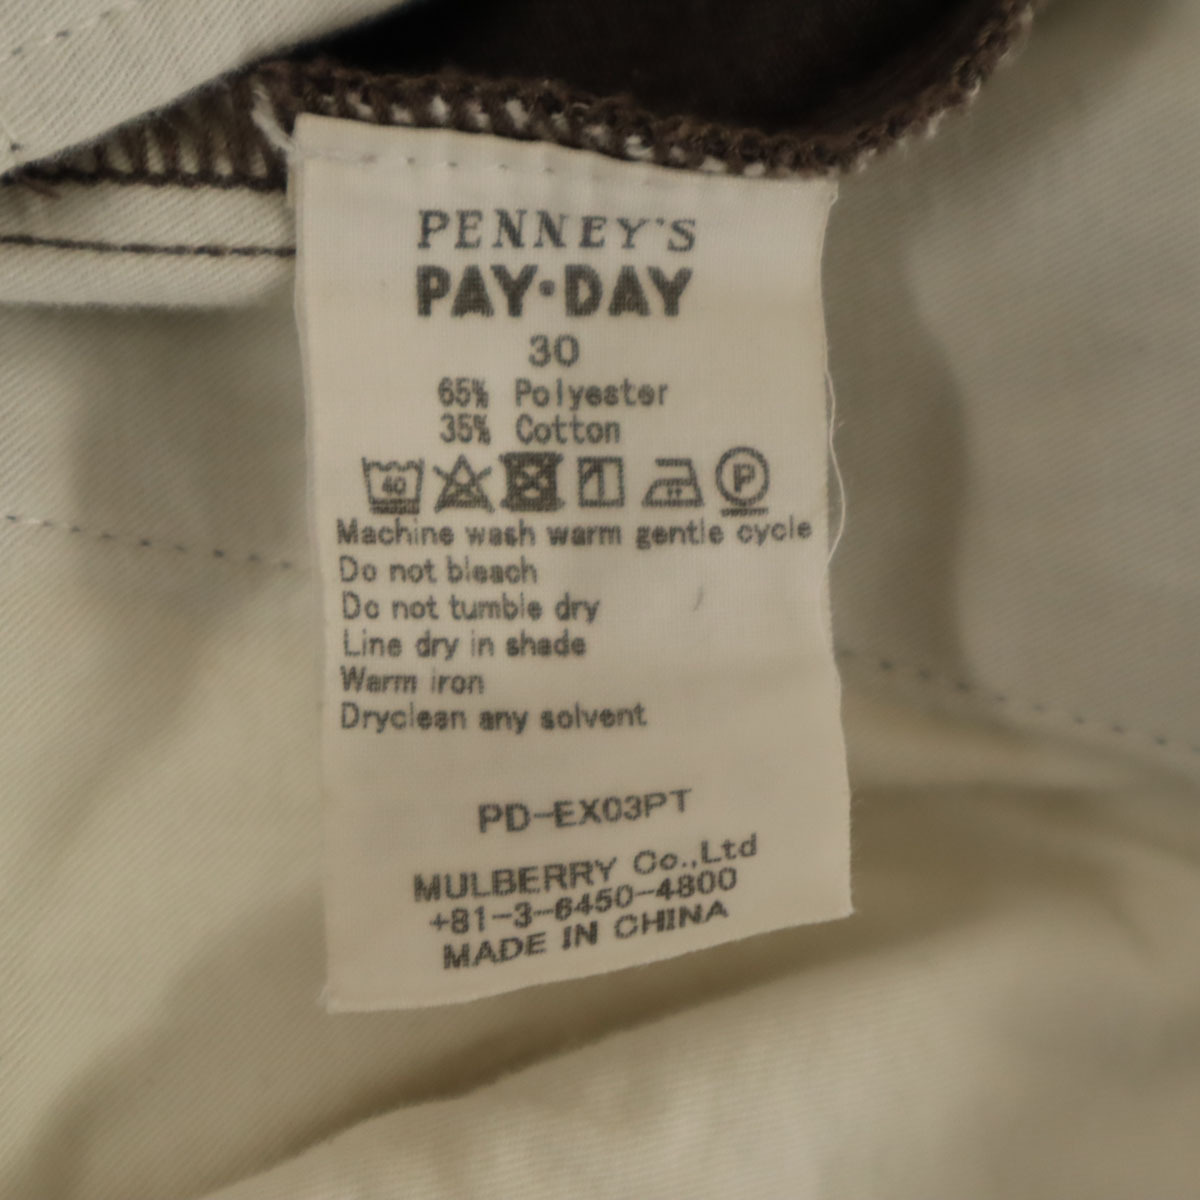 PENNEY'S
PAY·DAY
30
65% Polyester
35% Cotton
40 P
Machine wash warm gentle cycle
Do not bleach
Do not tumble dry
Line dry in shade
Warm iron
Dryclean any solvent
PD-EX03PT
MULBERRY Co.,Ltd
+81-3-6450-4800
MADE IN CHINA